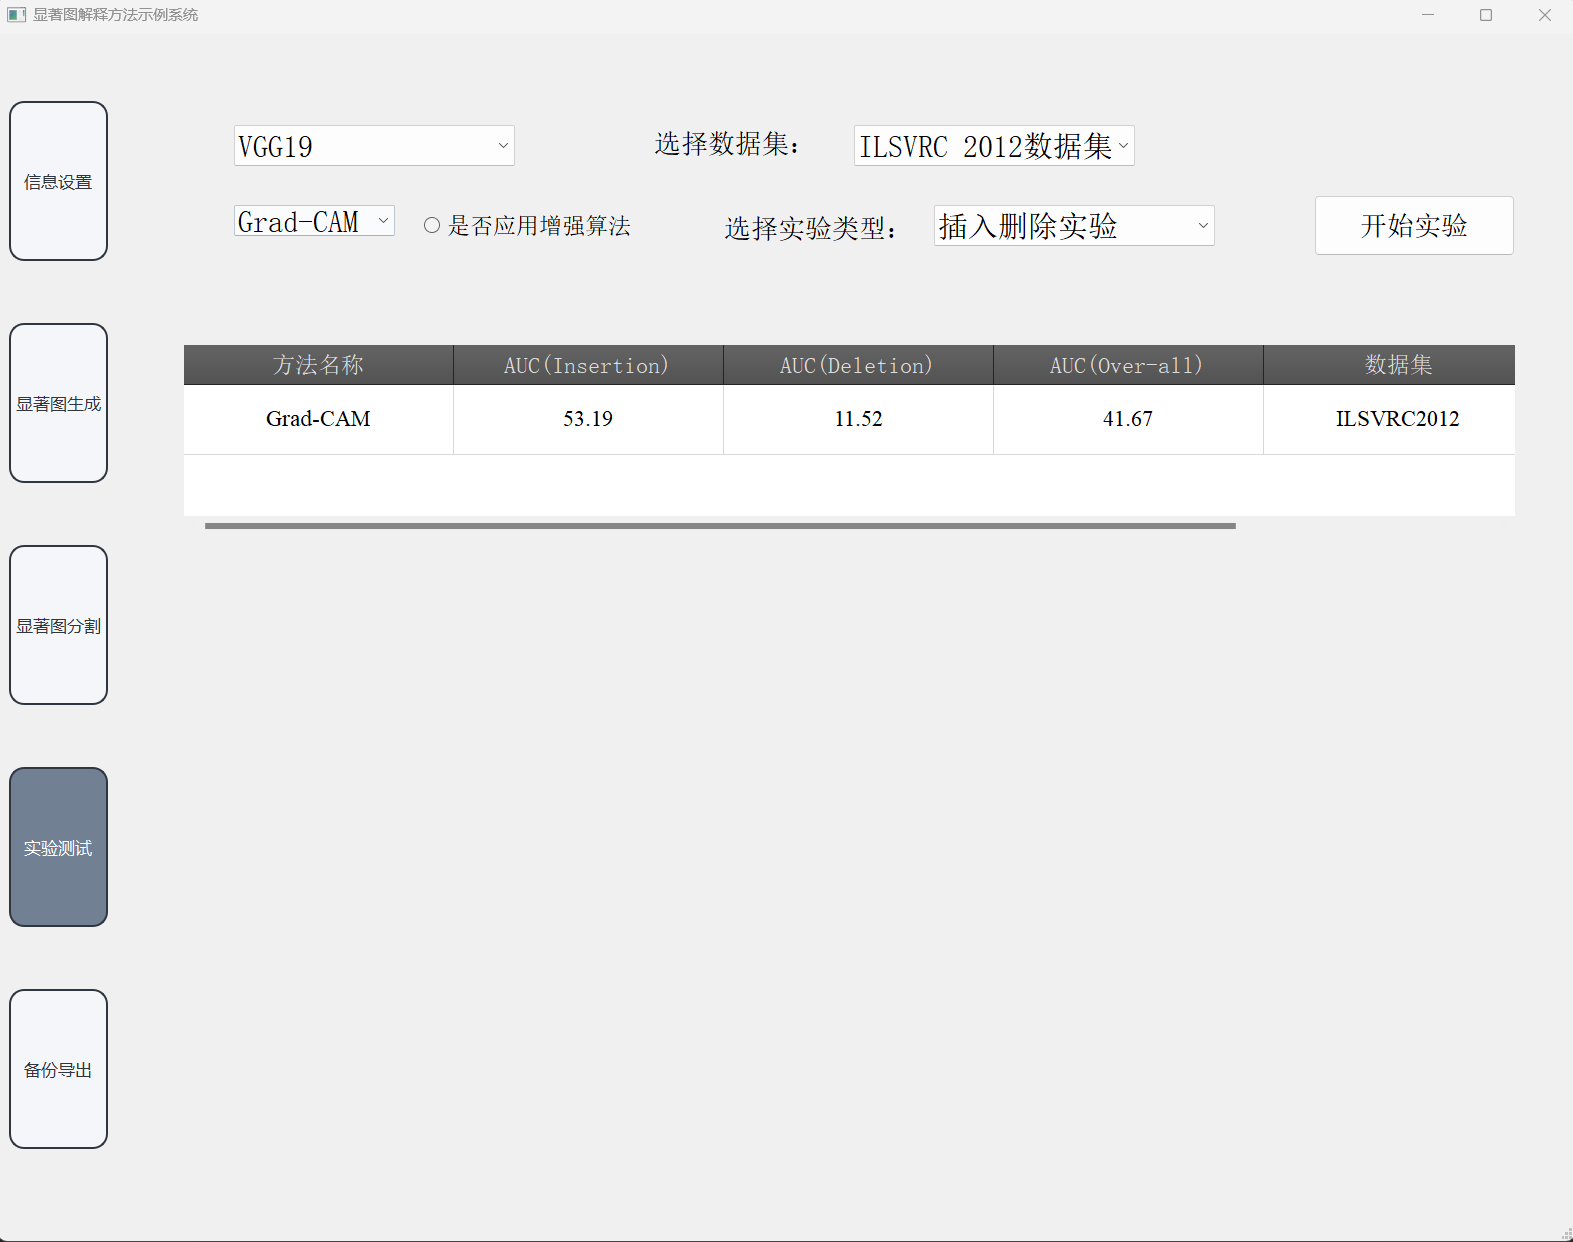 显著图解释方法示例系统
信息设置
显著图生成
显著图分割
实验测试
备份导出
VGG19
选择数据集：
ILSVRC 2012数据集
Grad-CAM
是否应用增强算法
选择实验类型：
插入删除实验
开始实验
方法名称 AUC(Insertion) AUC(Deletion) AUC(Over-all) 数据集
Grad-CAM 53.19 11.52 41.67 ILSVRC2012